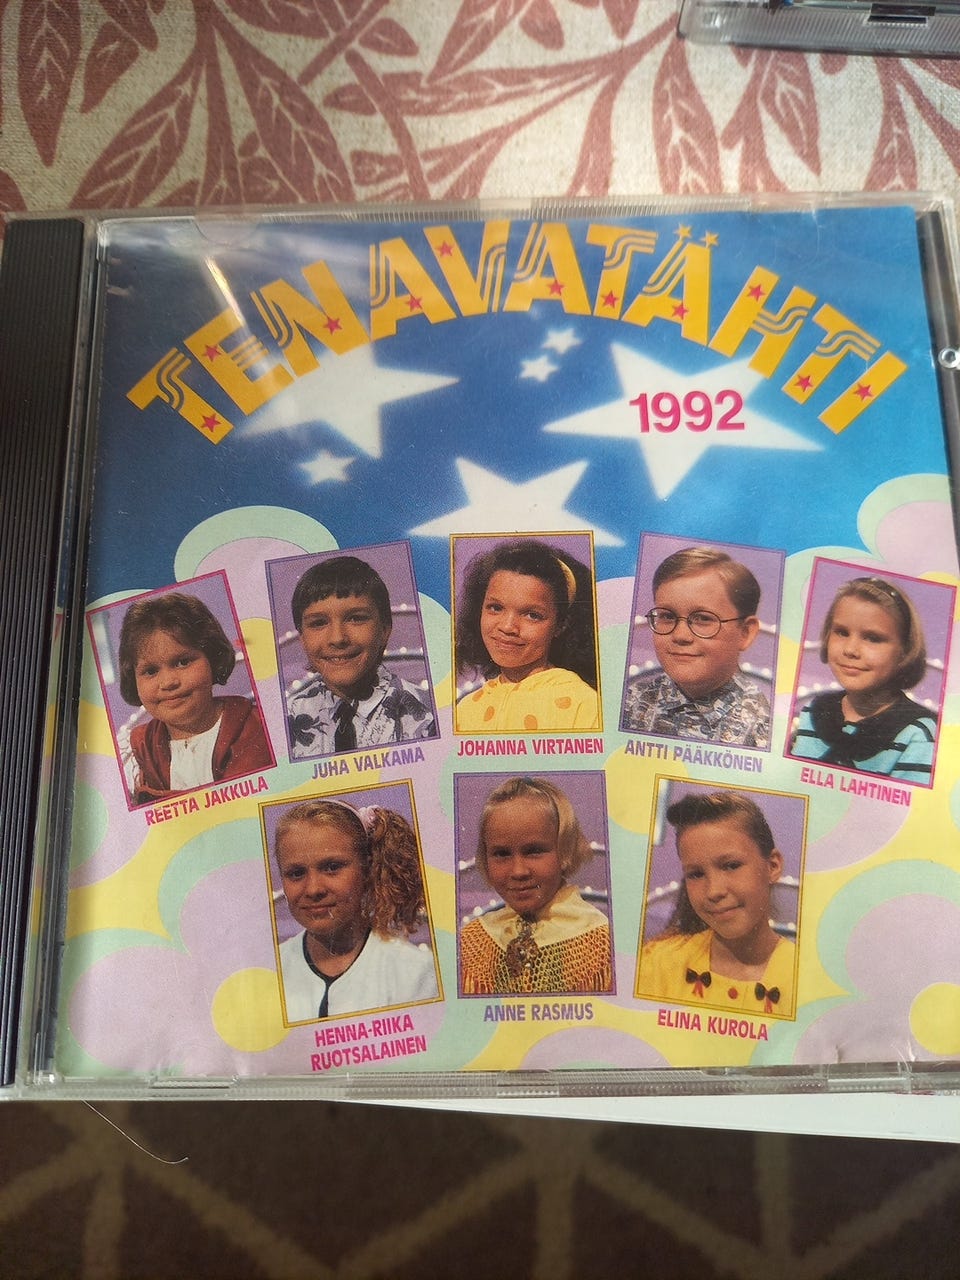 TENAVATÄHTI
1992
REETTA JAKKULA
JUHA VALKAMA
JOHANNA VIRTANEN
ANTTI PÄÄKKÖNEN
ELLA LAHTINEN
HENNA-RIIKA
RUOTSALAINEN
ANNE RASMUS
ELINA KUROLA